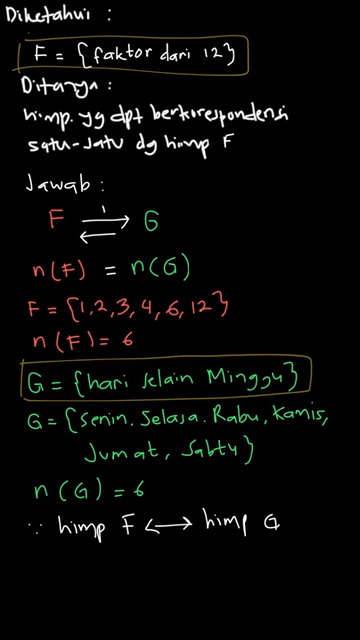 Diketahui :
F = {faktor dari 12}
Ditanya :
himp. yg dpt berkorespondensi
satu-satu dg himp F
Jawab :
F ⇄ G
n(F) = n(G)
F = {1, 2, 3, 4, 6, 12}
n(F) = 6
G = {hari selain Minggu}
G = {Senin, Selasa, Rabu, Kamis,
Jumat, Sabtu}
n(G) = 6
∵ himp F ⟷ himp G